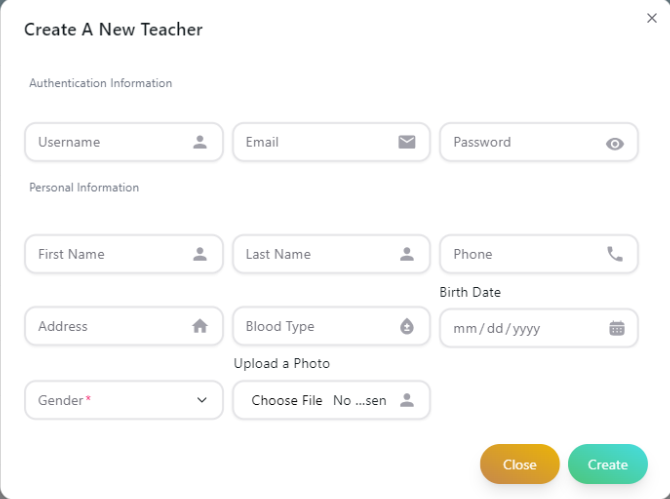 Create A New Teacher
Authentication Information
Username
Email
Password
Personal Information
First Name
Last Name
Phone
Birth Date
Address
Blood Type
mm/dd/yyyy
Upload a Photo
Gender*
Choose File No ...sen
Close
Create